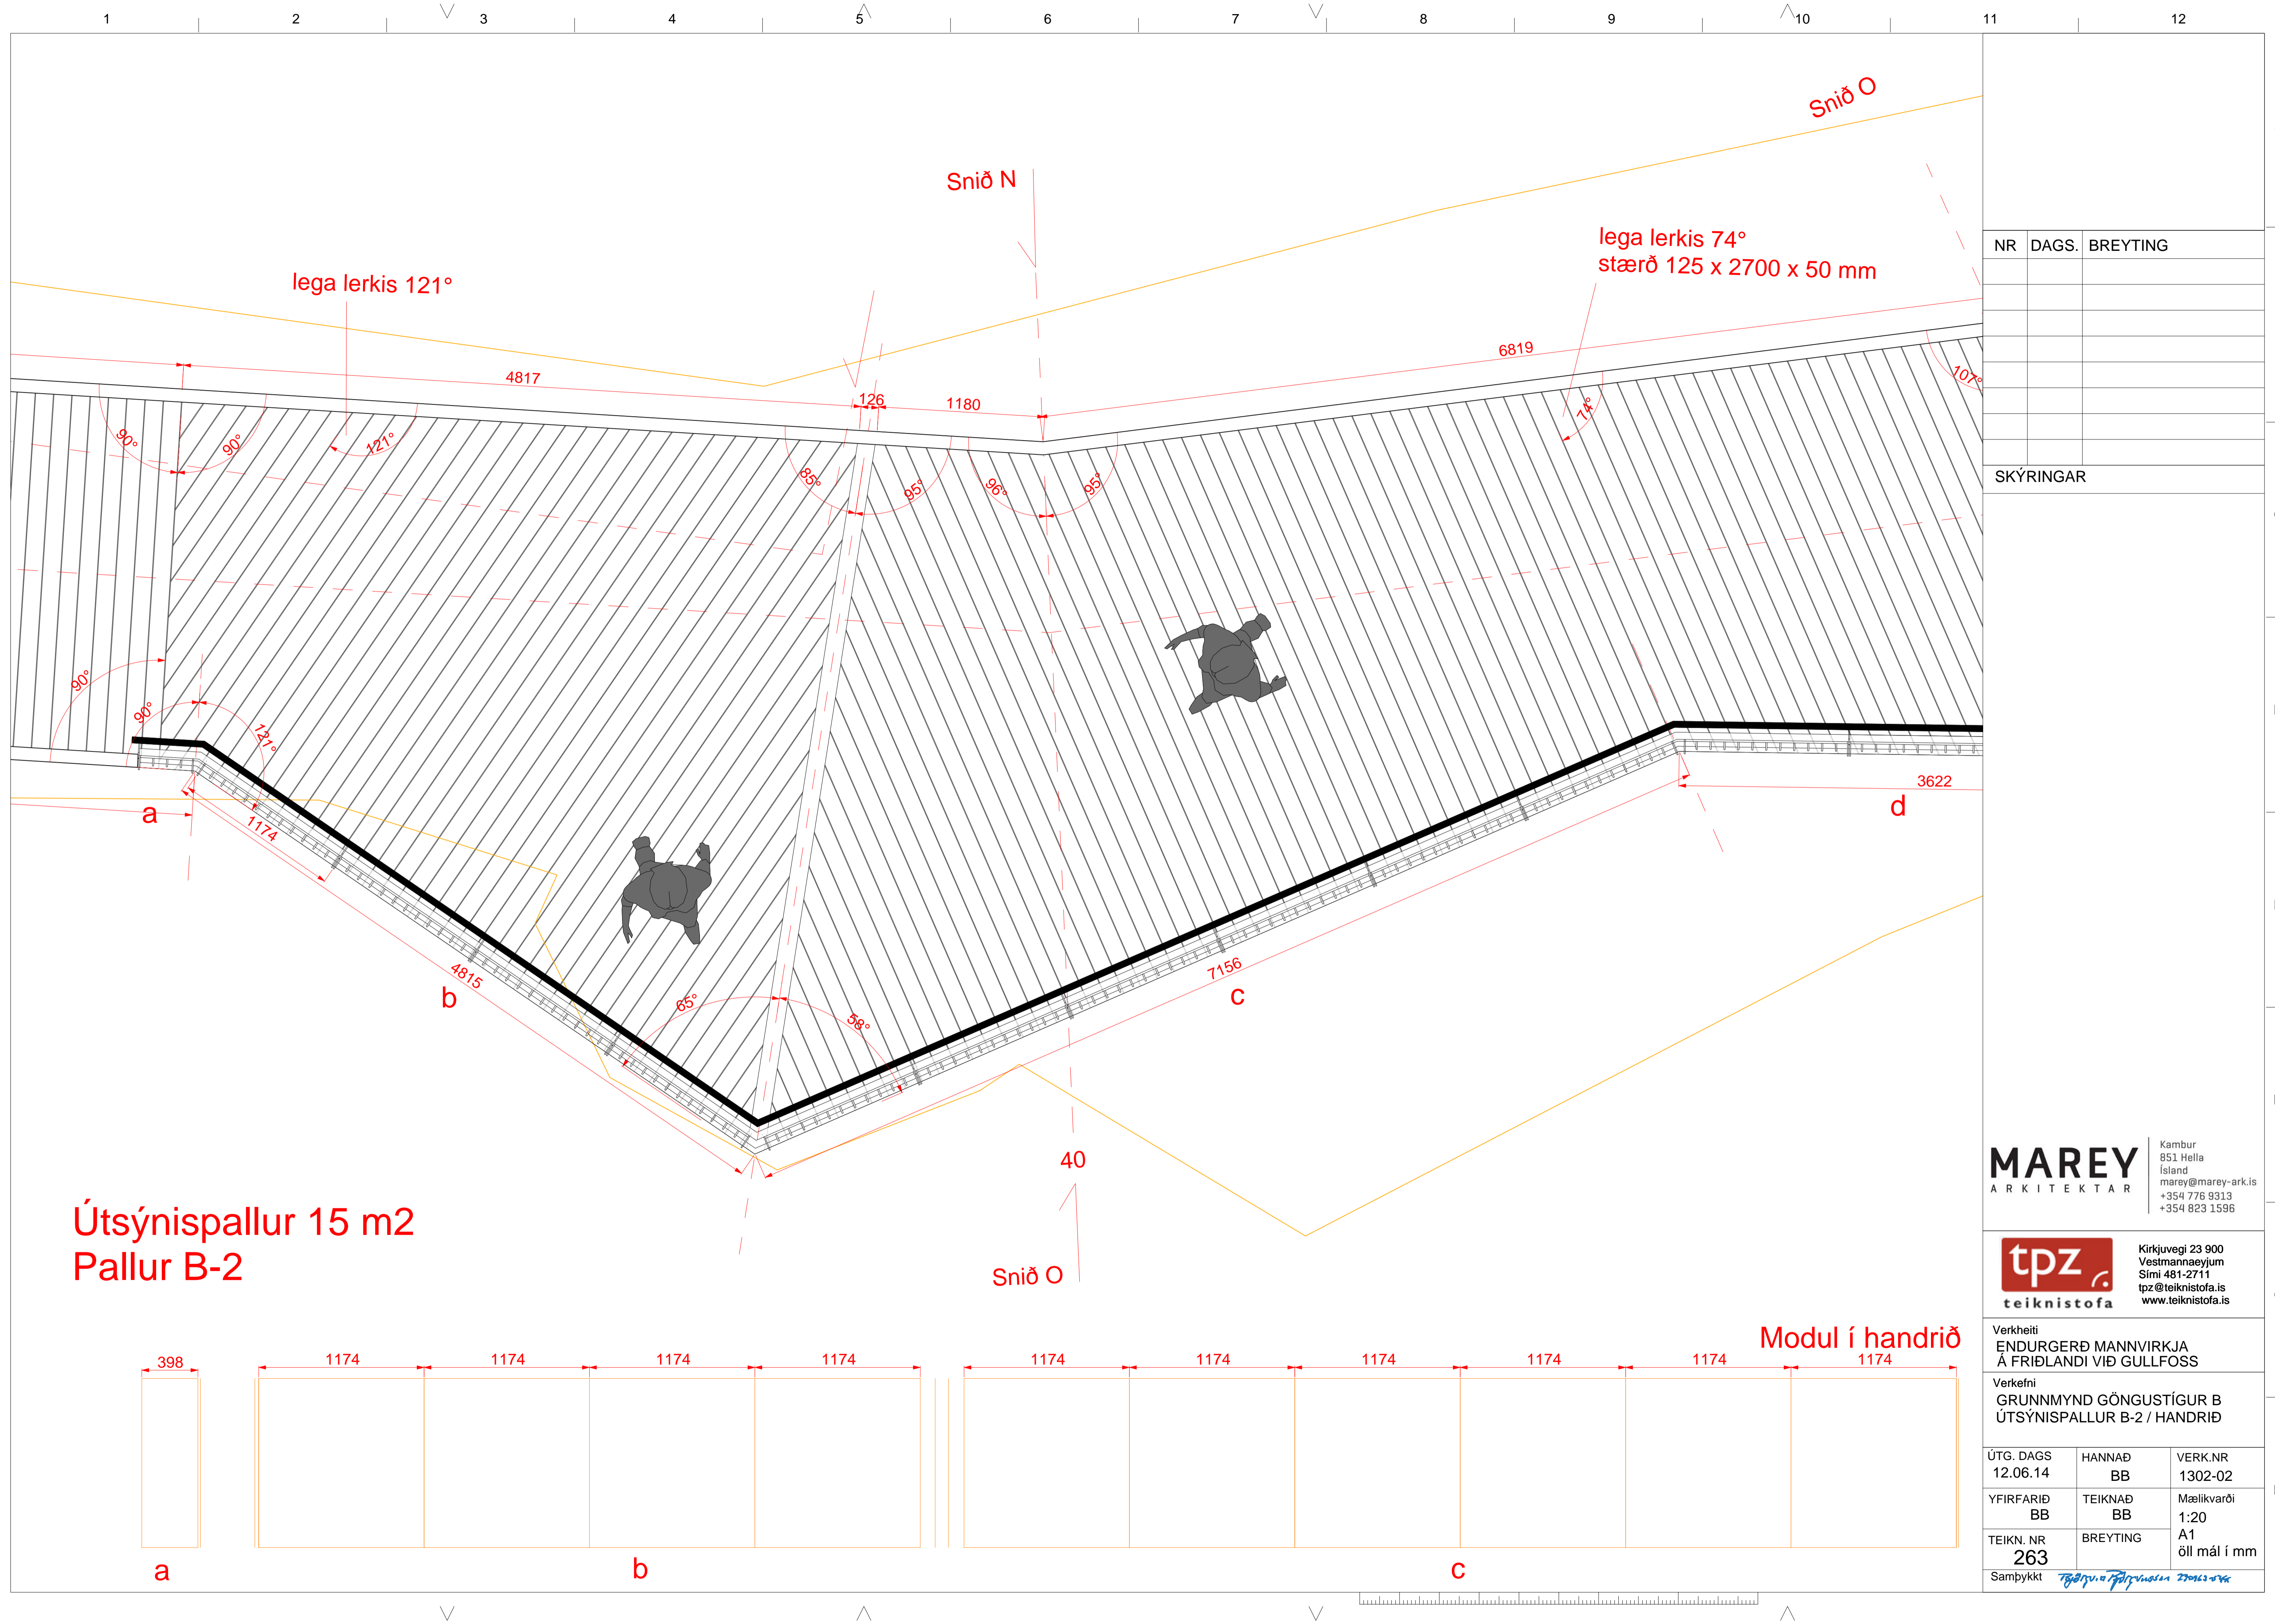 1 2 3 4 5 6 7 8 9 10 11 12
Snið O
Snið N
lega lerkis 74°
stærð 125 x 2700 x 50 mm
lega lerkis 121°
6819
4817
126
1180
107°
74°
90°
90°
121°
85°
95°
96°
95°
90°
90°
121°
a
1174
3622
d
4815
b
7156
c
65°
58°
40
Snið O
Útsýnispallur 15 m2
Pallur B-2
Modul í handrið
398
1174 1174 1174 1174
1174 1174 1174 1174 1174 1174
a
b
c
NR DAGS. BREYTING
SKÝRINGAR
MAREY
ARKITEKTAR
Kambur
851 Hella
Ísland
marey@marey-ark.is
+354 776 9313
+354 823 1596
tpz
teiknistofa
Kirkjuvegi 23 900
Vestmannaeyjum
Sími 481-2711
tpz@teiknistofa.is
www.teiknistofa.is
Verkheiti
ENDURGERÐ MANNVIRKJA
Á FRIÐLANDI VIÐ GULLFOSS
Verkefni
GRUNNMYND GÖNGUSTÍGUR B
ÚTSÝNISPALLUR B-2 / HANDRIÐ
ÚTG. DAGS
12.06.14
HANNAÐ
BB
VERK.NR
1302-02
YFIRFARIÐ
BB
TEIKNAÐ
BB
Mælikvarði
1:20
A1
öll mál í mm
TEIKN. NR
263
BREYTING
Samþykkt